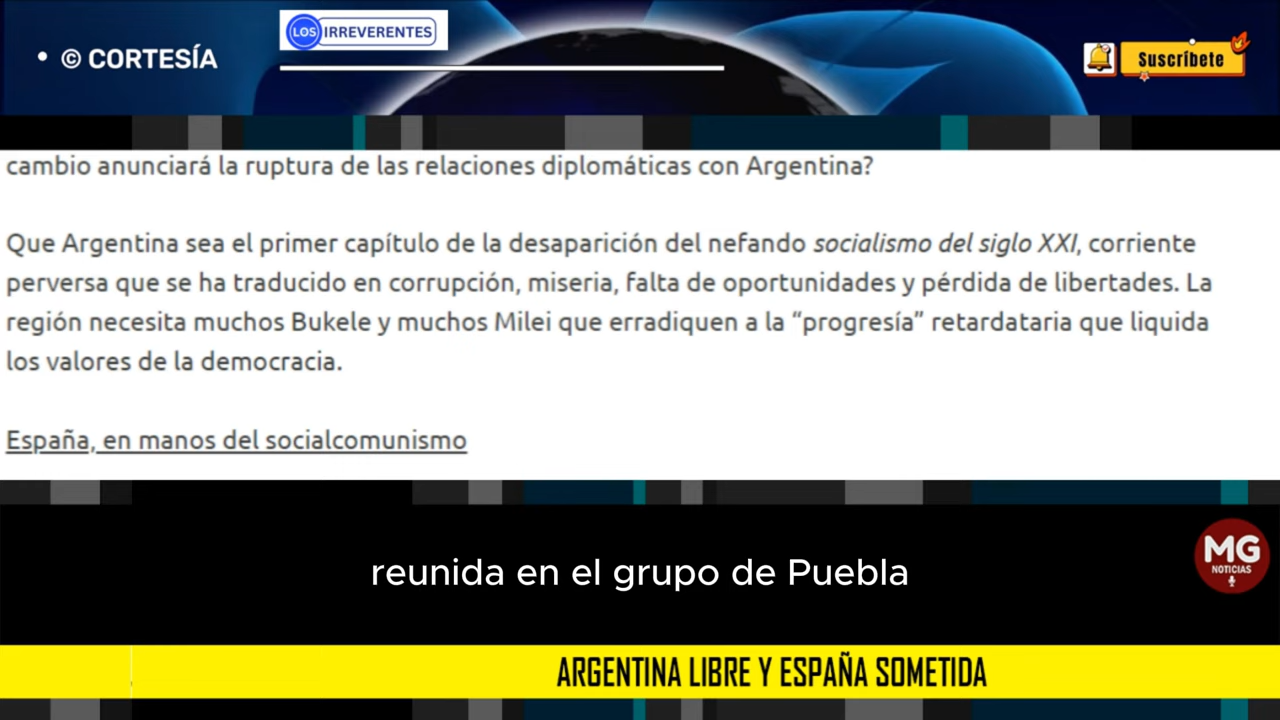 • © CORTESÍA
LOS IRREVERENTES
Suscríbete
cambio anunciará la ruptura de las relaciones diplomáticas con Argentina?
Que Argentina sea el primer capítulo de la desaparición del nefando socialismo del siglo XXI, corriente
perversa que se ha traducido en corrupción, miseria, falta de oportunidades y pérdida de libertades. La
región necesita muchos Bukele y muchos Milei que erradiquen a la “progresía” retardataria que liquida
los valores de la democracia.
España, en manos del socialcomunismo
reunida en el grupo de Puebla
MG
NOTICIAS
ARGENTINA LIBRE Y ESPAÑA SOMETIDA